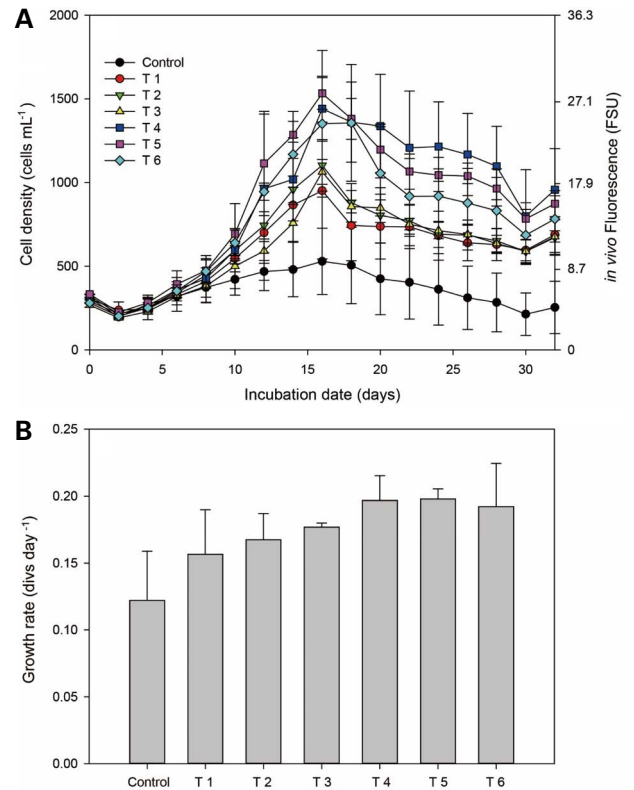 A
Cell density (cells mL-1)
2000
1500
1000
500
0
Control
T 1
T 2
T 3
T 4
T 5
T 6
36.3
27.1
17.9
8.7
0
in vivo Fluorescence (FSU)
0 5 10 15 20 25 30
Incubation date (days)
B
Growth rate (divs day -1)
0.25
0.20
0.15
0.10
0.05
0.00
Control T 1 T 2 T 3 T 4 T 5 T 6